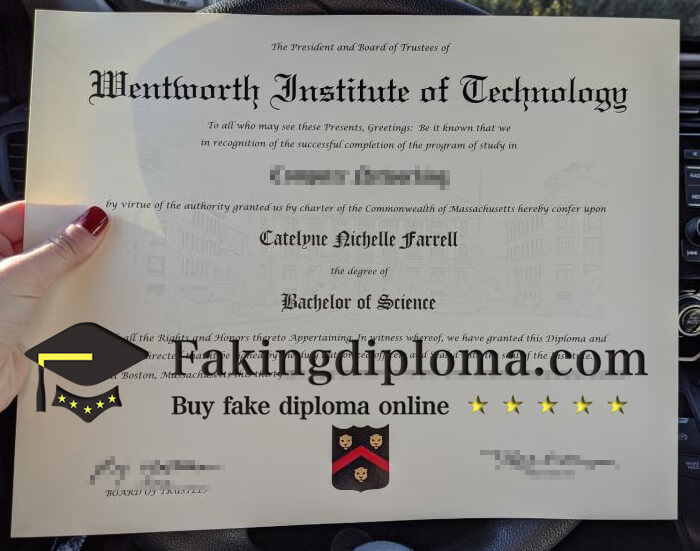 The President and Board of Trustees of
Wentworth Institute of Technology
To all who may see these Presents, Greetings: Be it known that we
in recognition of the successful completion of the program of study in
by virtue of the authority granted us by charter of the Commonwealth of Massachusetts hereby confer upon
Catelyne Nichelle Farrell
the degree of
Bachelor of Science
all the Rights and Honors thereto Appertaining. In witness whereof, we have granted this Diploma and
Fakingdiploma.com
Boston, Massachusetts
Buy fake diploma online
BOARD OF TRUSTEES